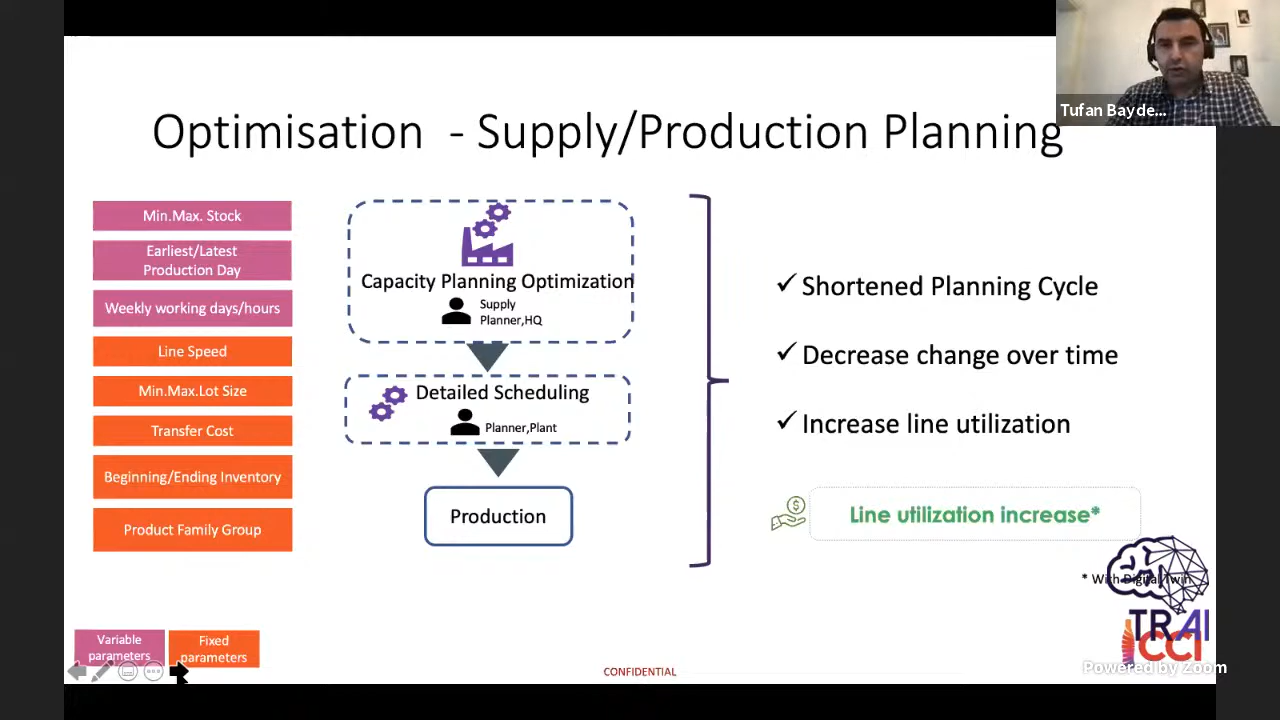 Tufan Bayde...
Optimisation - Supply/Production Planning
Min.Max. Stock
Earliest/Latest
Production Day
Weekly working days/hours
Line Speed
Min.Max.Lot Size
Transfer Cost
Beginning/Ending Inventory
Product Family Group
Variable
parameters
Fixed
parameters
Capacity Planning Optimization
Supply
Planner,HQ
Detailed Scheduling
Planner,Plant
Production
✓ Shortened Planning Cycle
✓ Decrease change over time
✓ Increase line utilization
$
Line utilization increase*
* With Digital Twin
TRAI
CCI
CONFIDENTIAL
Powered by Zoom